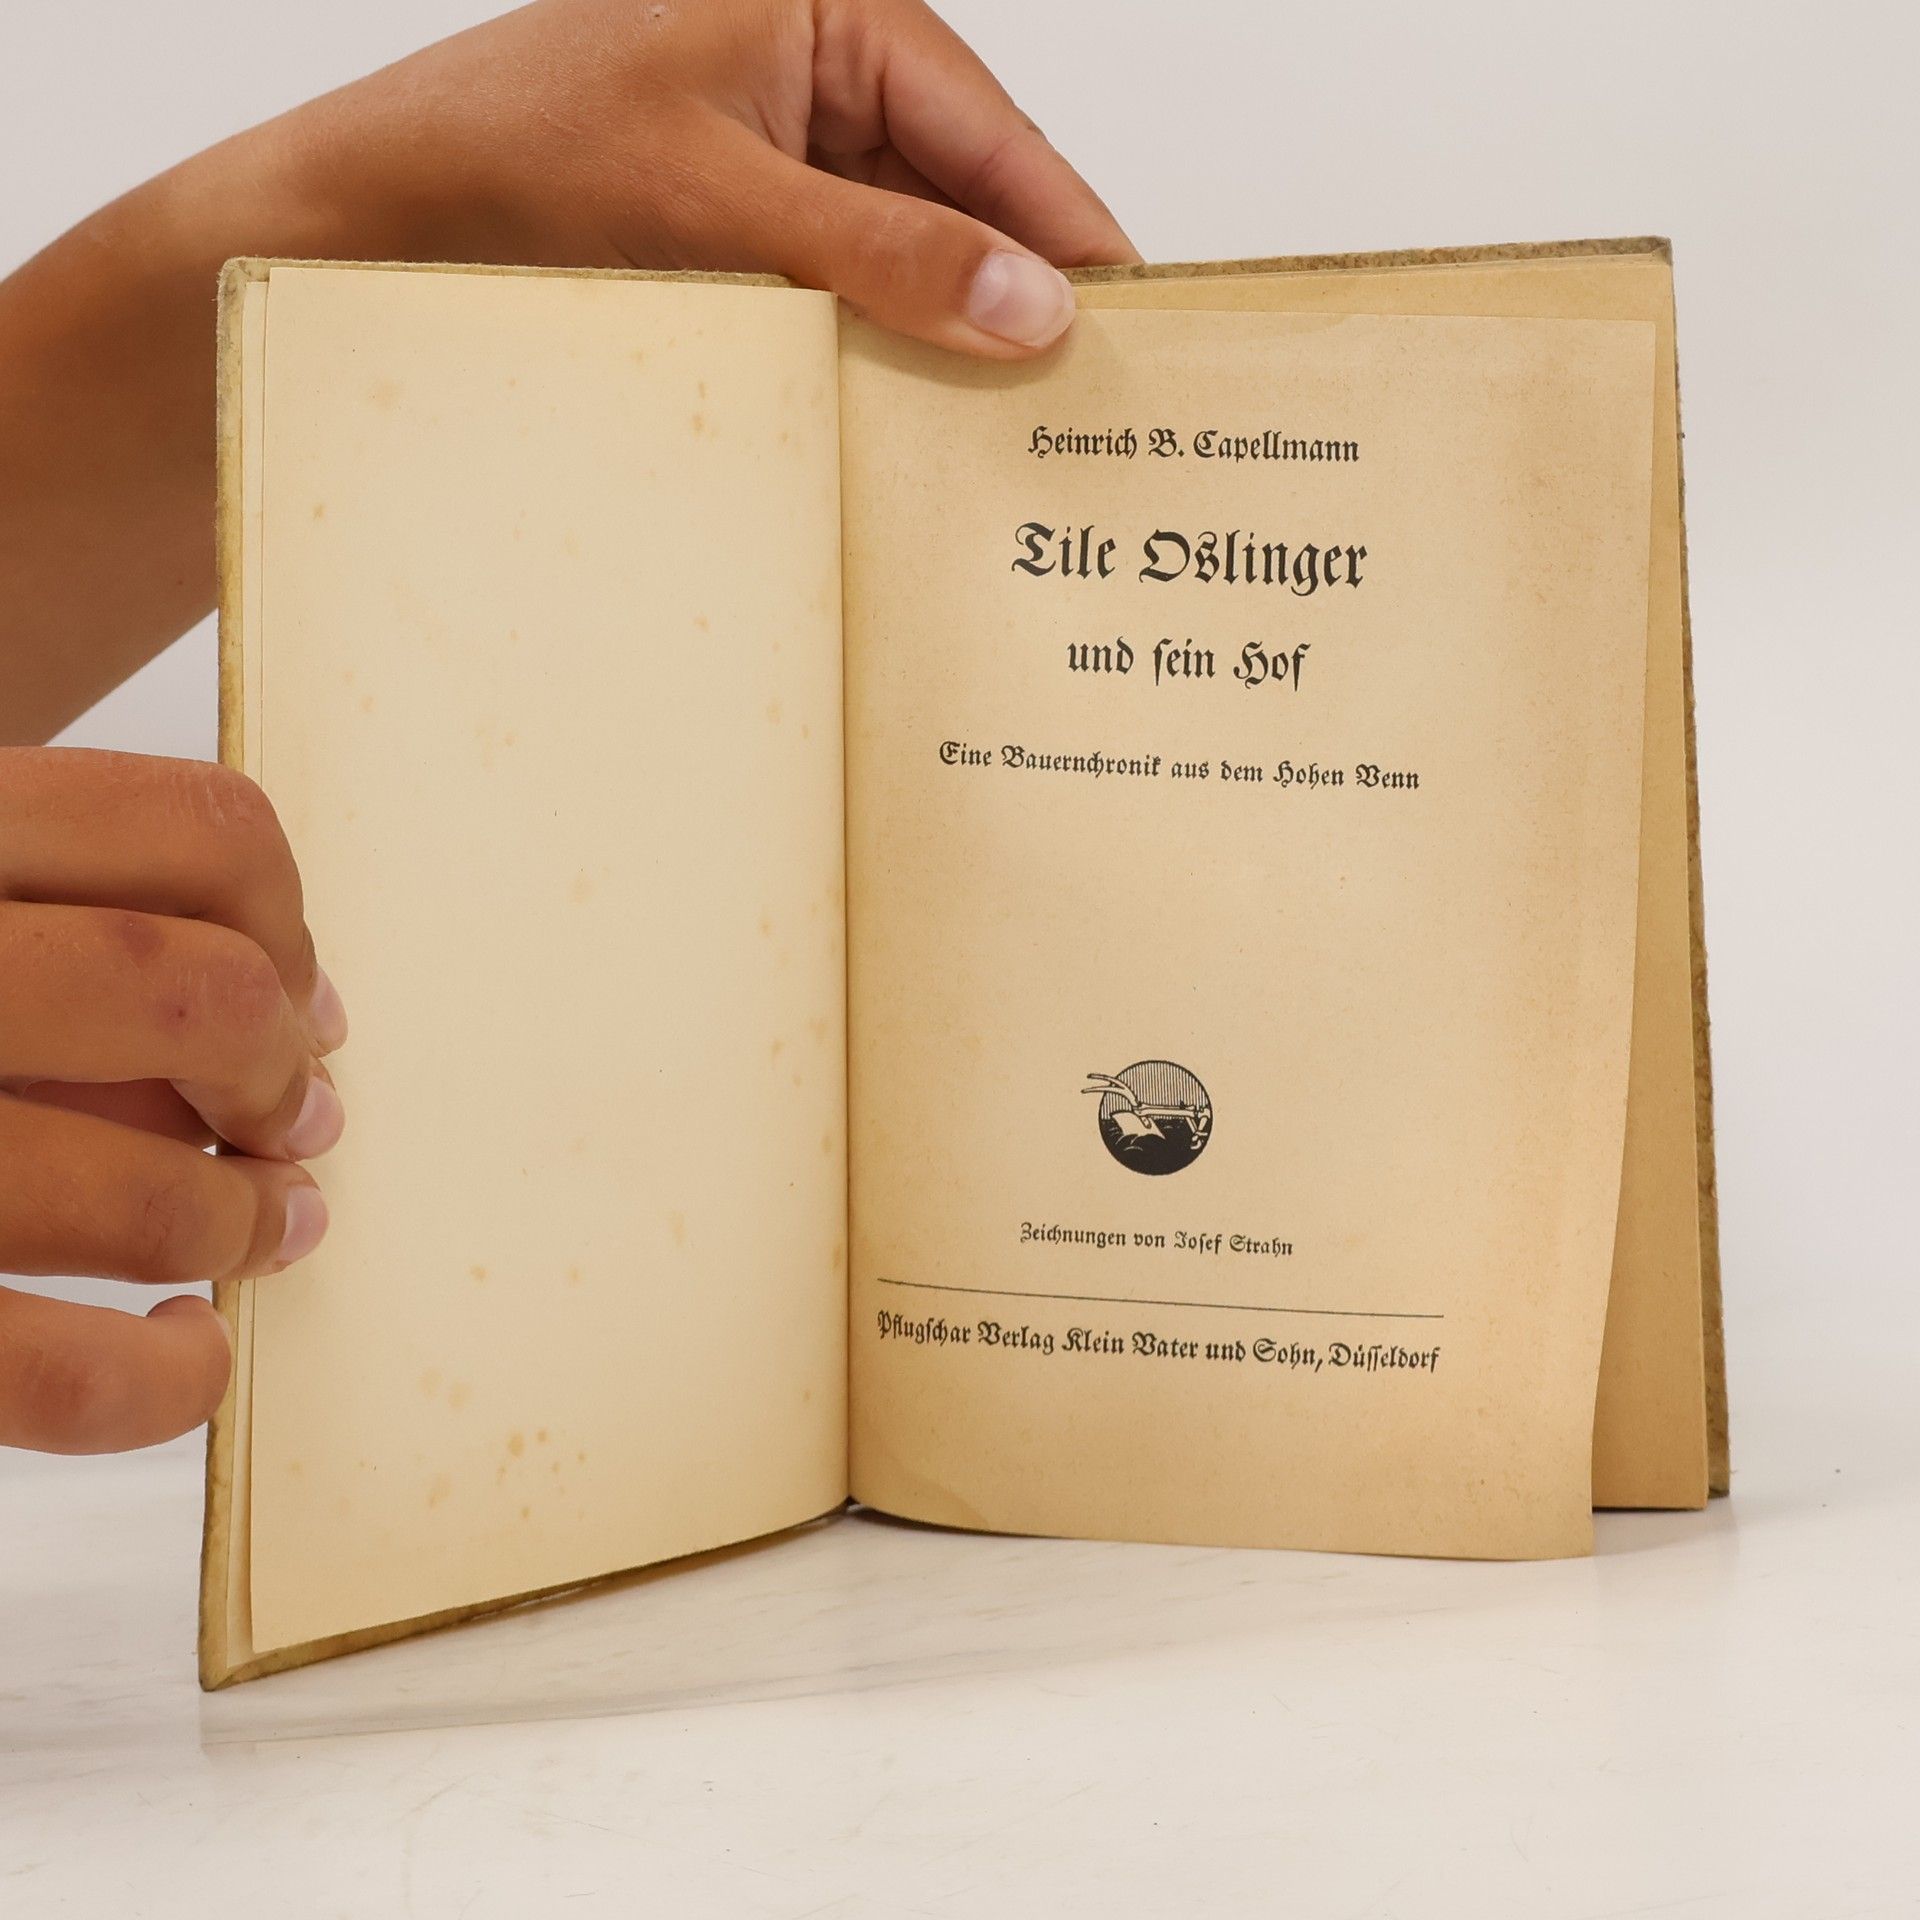 Heinrich B. Capellmann
Tile Oslinger
und ſein Hof
Eine Bauernchronik aus dem Hohen Venn
Zeichnungen von Joſef Strahn
Pflugſchar Verlag Klein Vater und Sohn, Düſſeldorf